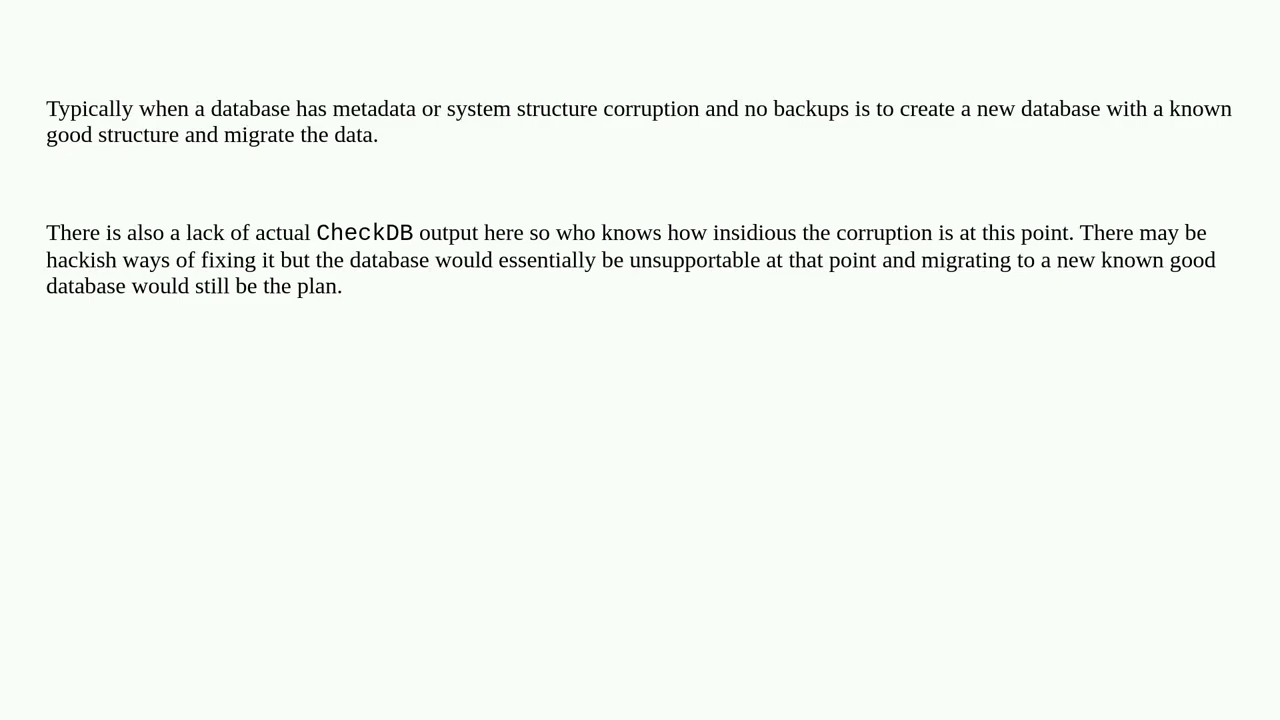 Typically when a database has metadata or system structure corruption and no backups is to create a new database with a known
good structure and migrate the data.
There is also a lack of actual CheckDB output here so who knows how insidious the corruption is at this point. There may be
hackish ways of fixing it but the database would essentially be unsupportable at that point and migrating to a new known good
database would still be the plan.